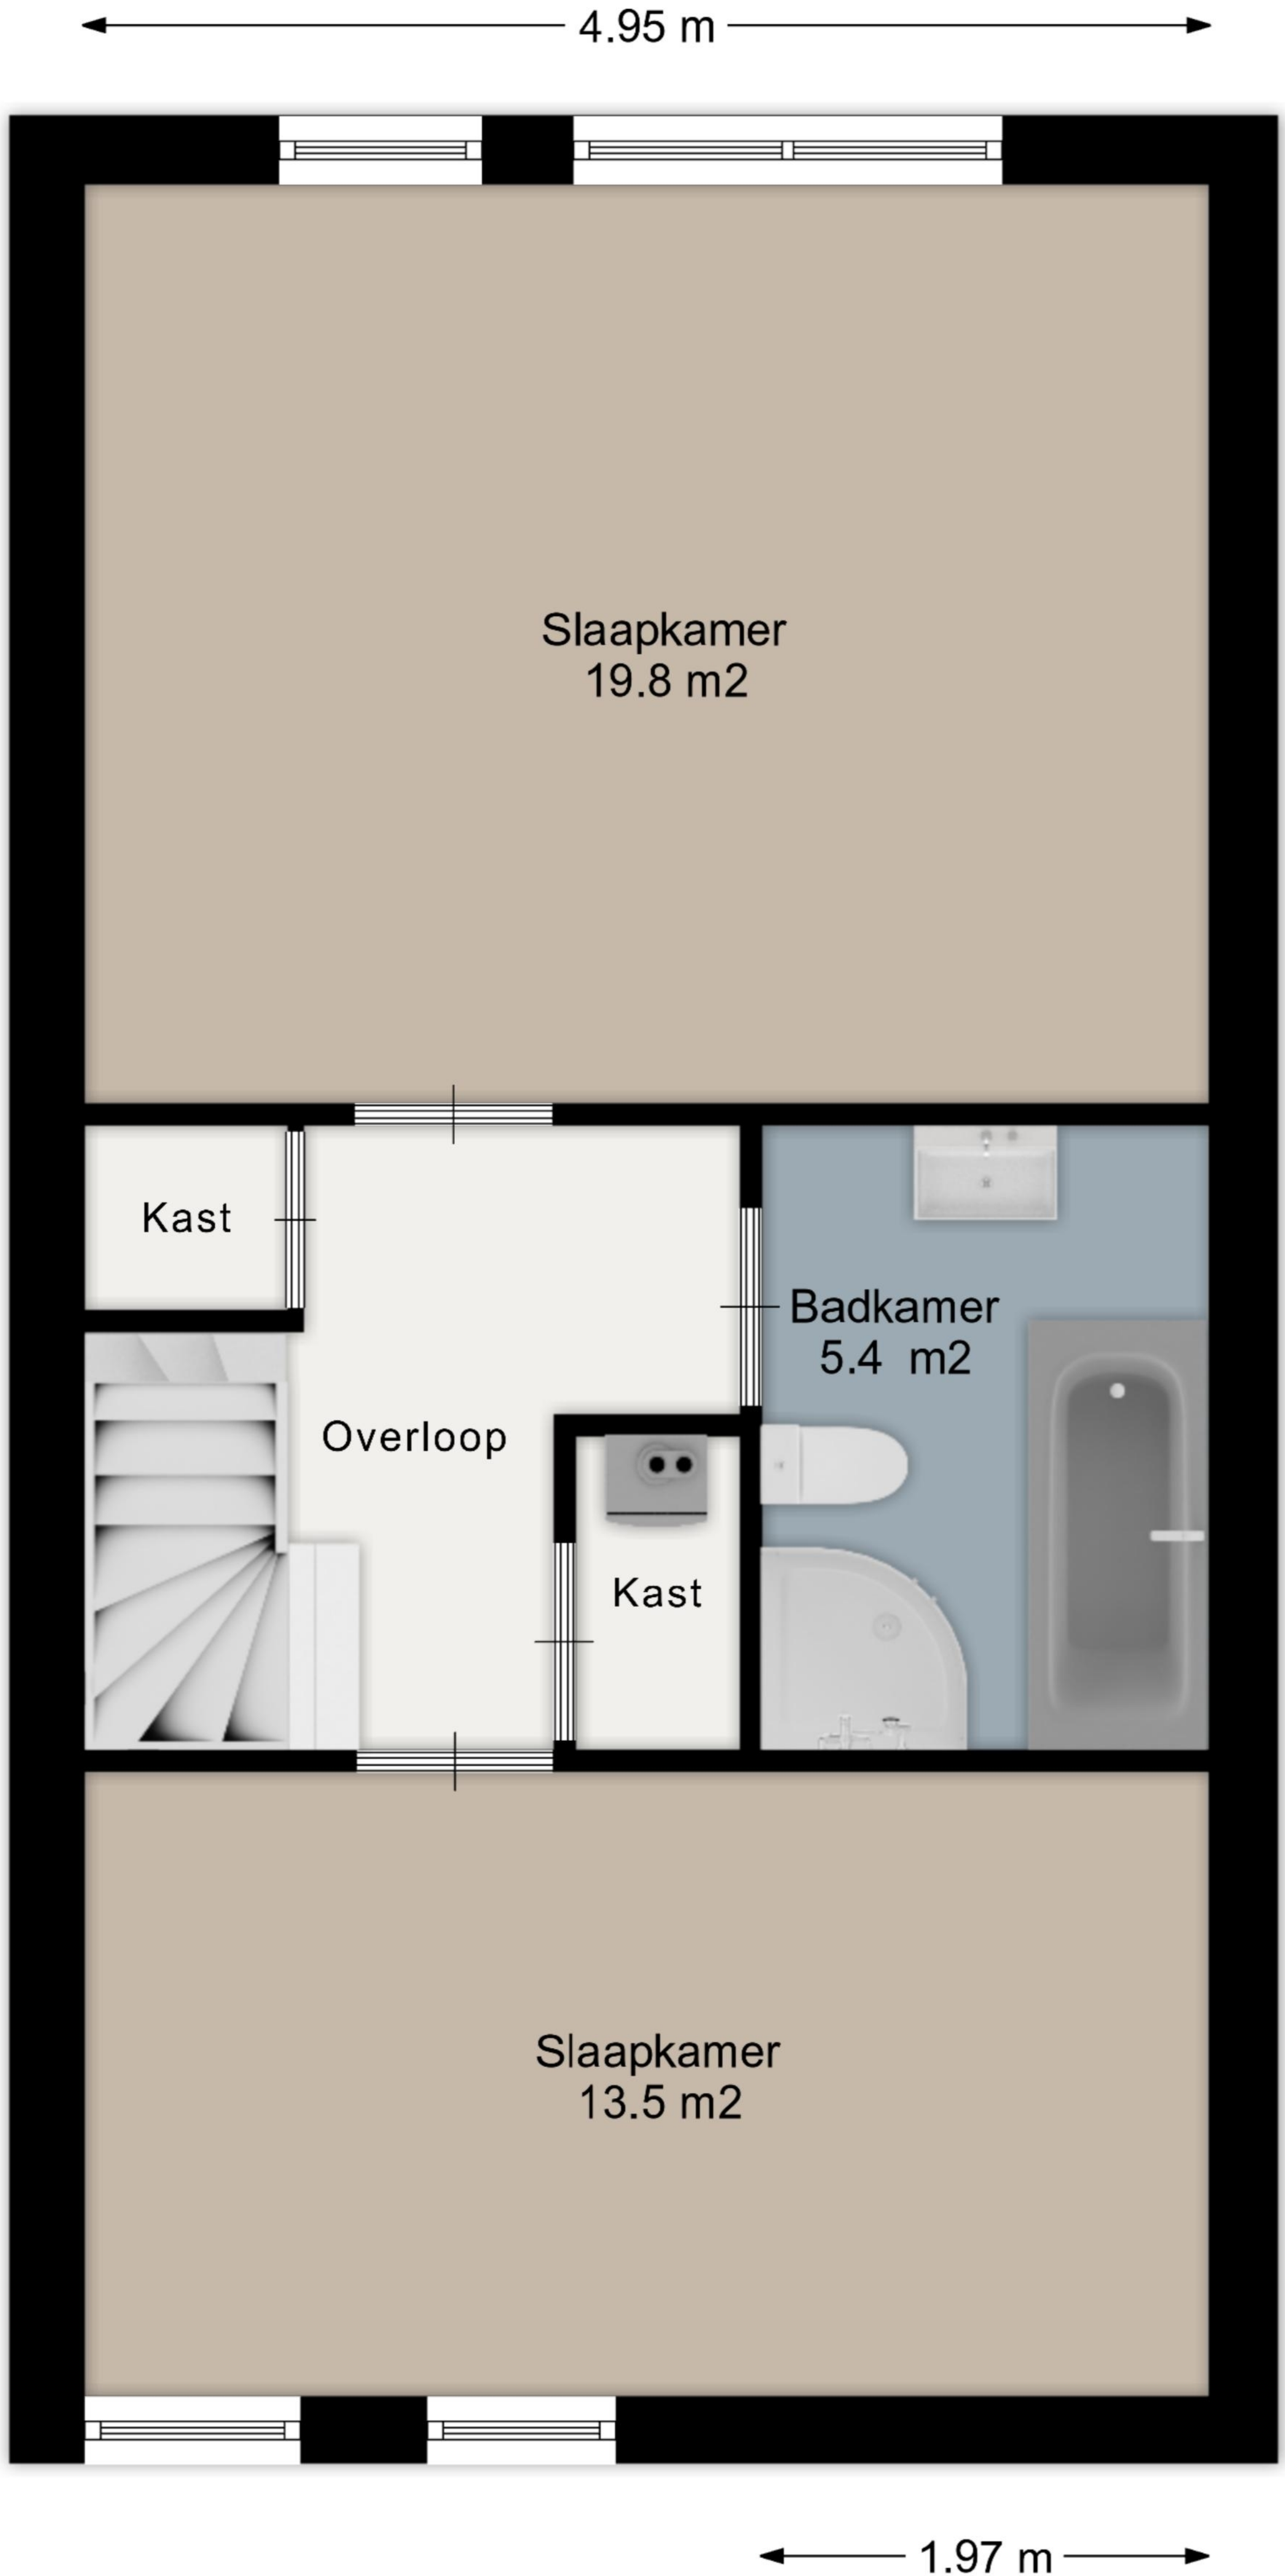 4.95 m
Slaapkamer
19.8 m2
Kast
Badkamer
5.4 m2
Overloop
Kast
Slaapkamer
13.5 m2
1.97 m